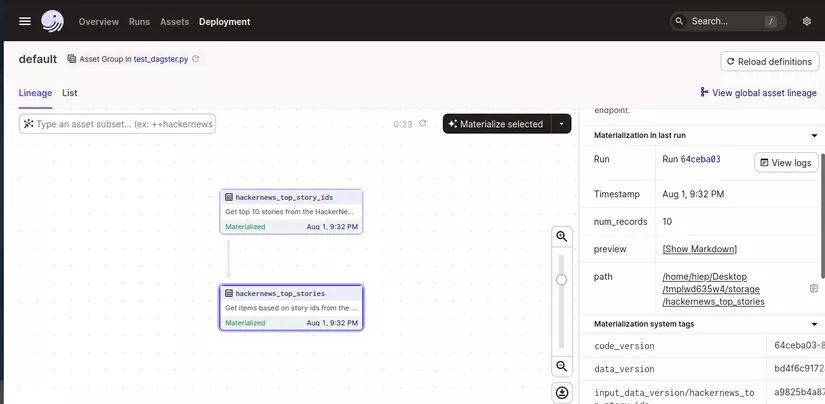 Overview Runs Assets Deployment
Search... /
default
Asset Group in test_dagster.py
Reload definitions
Lineage List
View global asset lineage
Type an asset subset... (ex: ++hackernews
0:23
Materialize selected
hackernews_top_story_ids
Get top 10 stories from the HackerNe...
Materialized Aug 1, 9:32 PM
hackernews_top_stories
Get items based on story ids from the ...
Materialized Aug 1, 9:32 PM
endpoint.
Materialization in last run
Run Run 64ceba03 View logs
Timestamp Aug 1, 9:32 PM
num_records 10
preview [Show Markdown]
path /home/hiep/Desktop
/tmplwd635w4/storage
/hackernews_top_stories
Materialization system tags
code_version 64ceba03-8
data_version bd4f6c9172
input_data_version/hackernews_to a9825b4a87